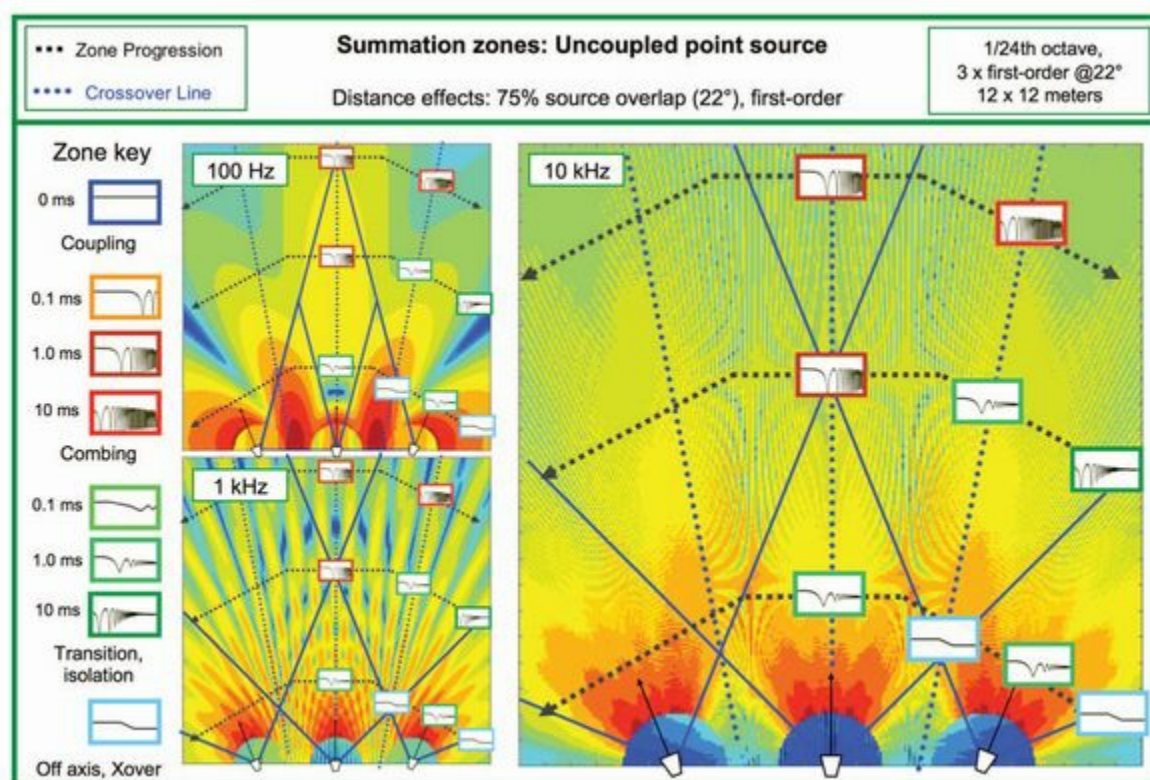 Zone Progression
Crossover Line
Summation zones: Uncoupled point source
Distance effects: 75% source overlap (22°), first-order
1/24th octave,
3 x first-order @22°
12 x 12 meters
Zone key
0 ms
Coupling
0.1 ms
1.0 ms
10 ms
Combing
0.1 ms
1.0 ms
10 ms
Transition,
isolation
Off axis, Xover
100 Hz
1 kHz
10 kHz